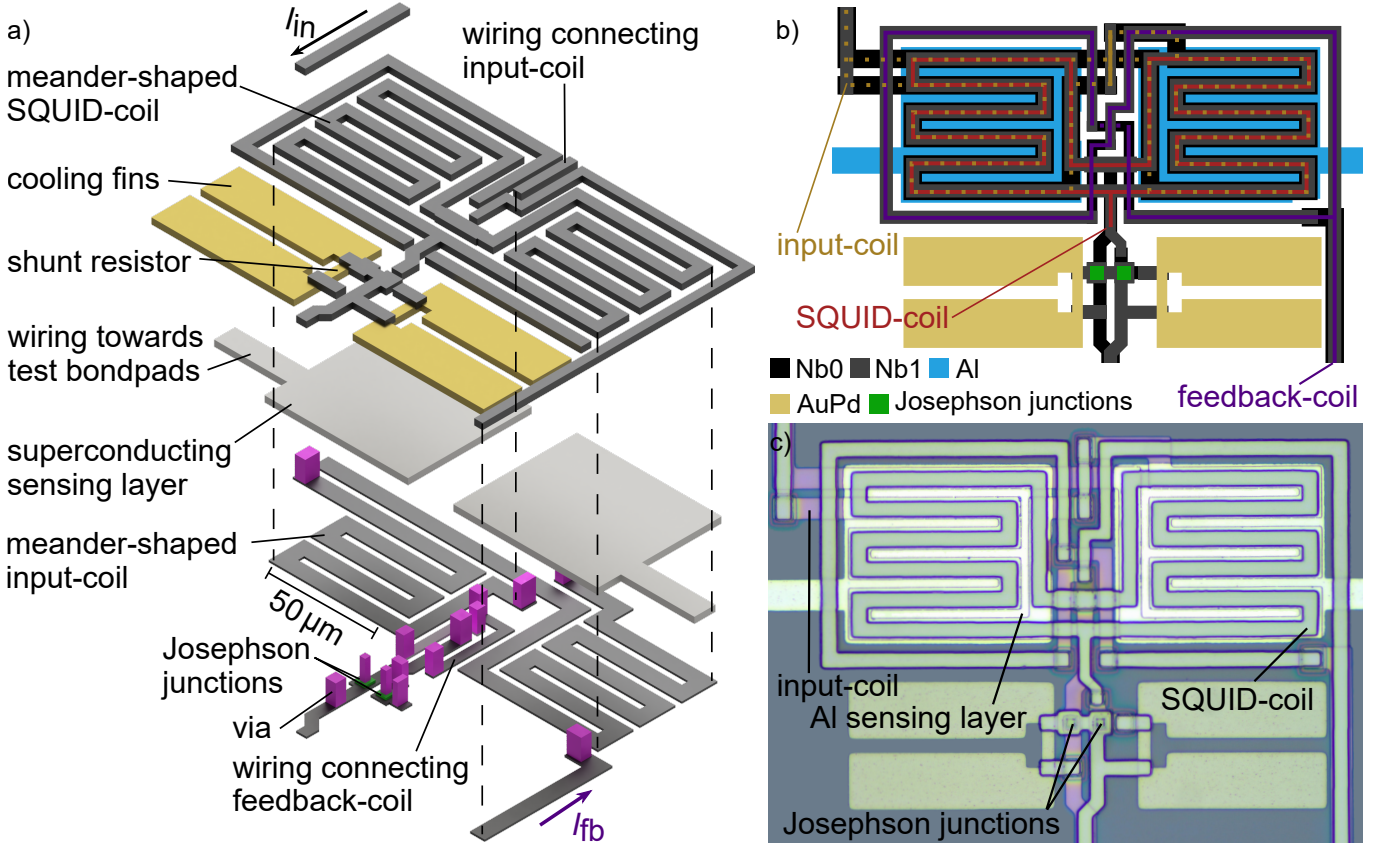 a)
Iin
wiring connecting
input-coil
meander-shaped
SQUID-coil
cooling fins
shunt resistor
wiring towards
test bondpads
superconducting
sensing layer
meander-shaped
input-coil
50 µm
Josephson
junctions
via
wiring connecting
feedback-coil
Ifb
b)
input-coil
SQUID-coil
Nb0 Nb1 Al
AuPd Josephson junctions
feedback-coil
c)
input-coil
Al sensing layer
SQUID-coil
Josephson junctions